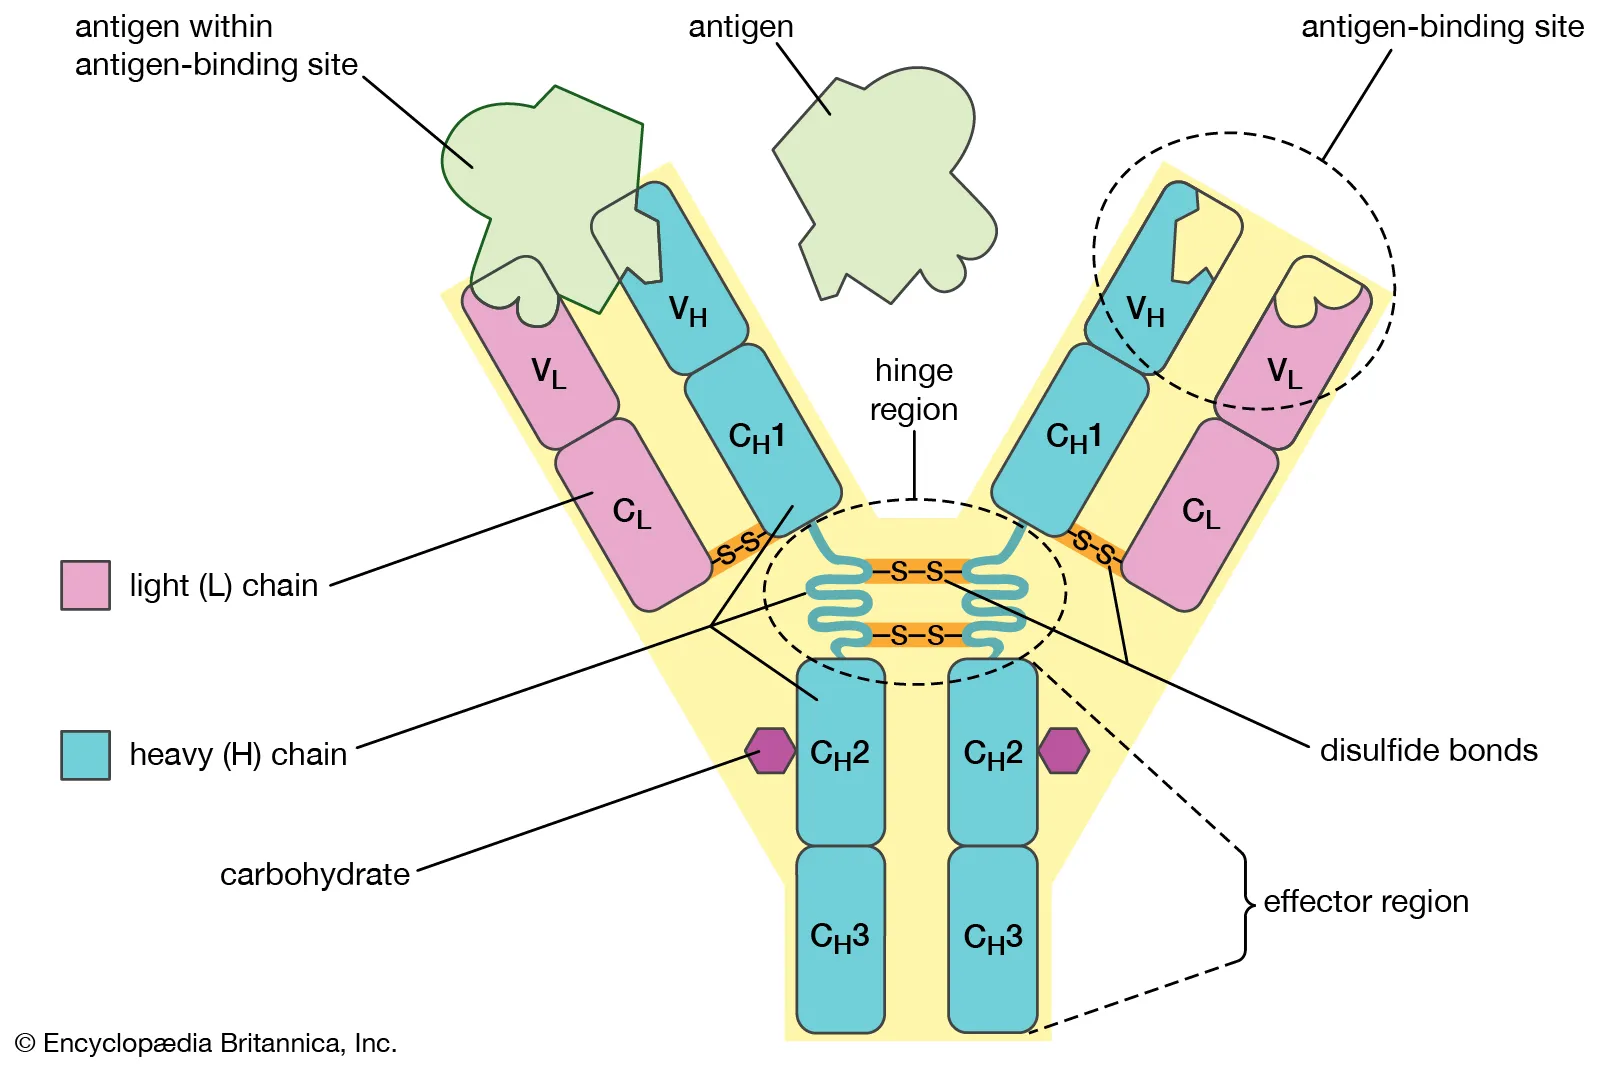 antigen within
antigen-binding site
antigen
antigen-binding site
hinge
region
VH
VH
VL
VL
CH1
CH1
CL
CL
S–S
S–S
S–S
S–S
light (L) chain
heavy (H) chain
disulfide bonds
CH2
CH2
carbohydrate
effector region
CH3
CH3
© Encyclopædia Britannica, Inc.